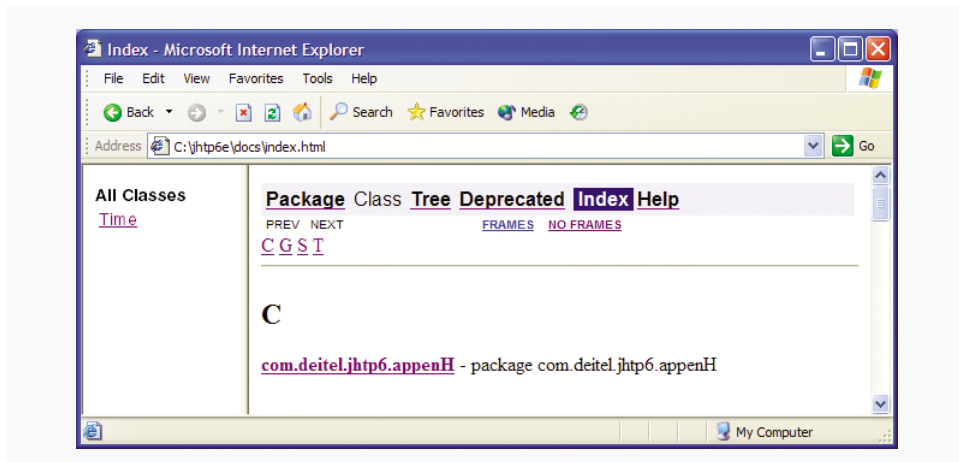 Index - Microsoft Internet Explorer
File Edit View Favorites Tools Help
Back Search Favorites Media
Address C:\jhtp6e\docs\index.html Go
All Classes
Time
Package Class Tree Deprecated Index Help
PREV NEXT FRAMES NO FRAMES
C G S T
C
com.deitel.jhtp6.appenH - package com.deitel.jhtp6.appenH
My Computer